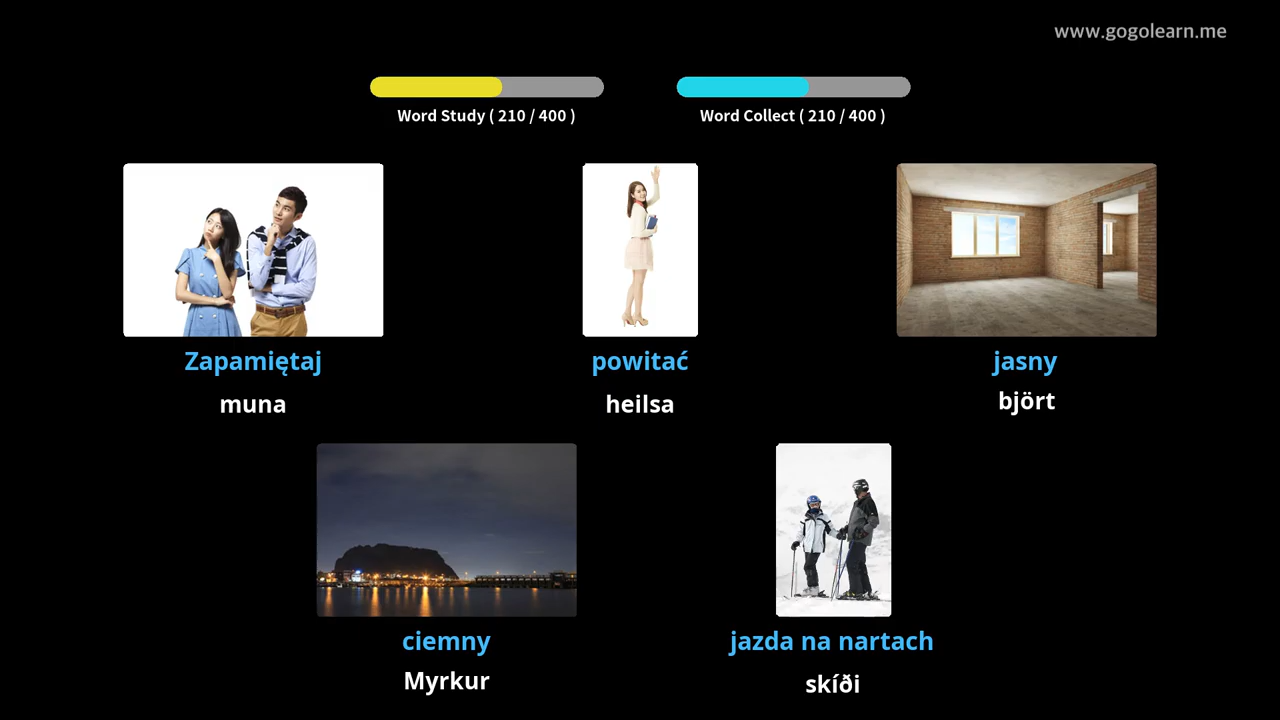 www.gogolearn.me
Word Study ( 210 / 400 )
Word Collect ( 210 / 400 )
Zapamiętaj
muna
powitać
heilsa
jasny
björt
ciemny
Myrkur
jazda na nartach
skíði